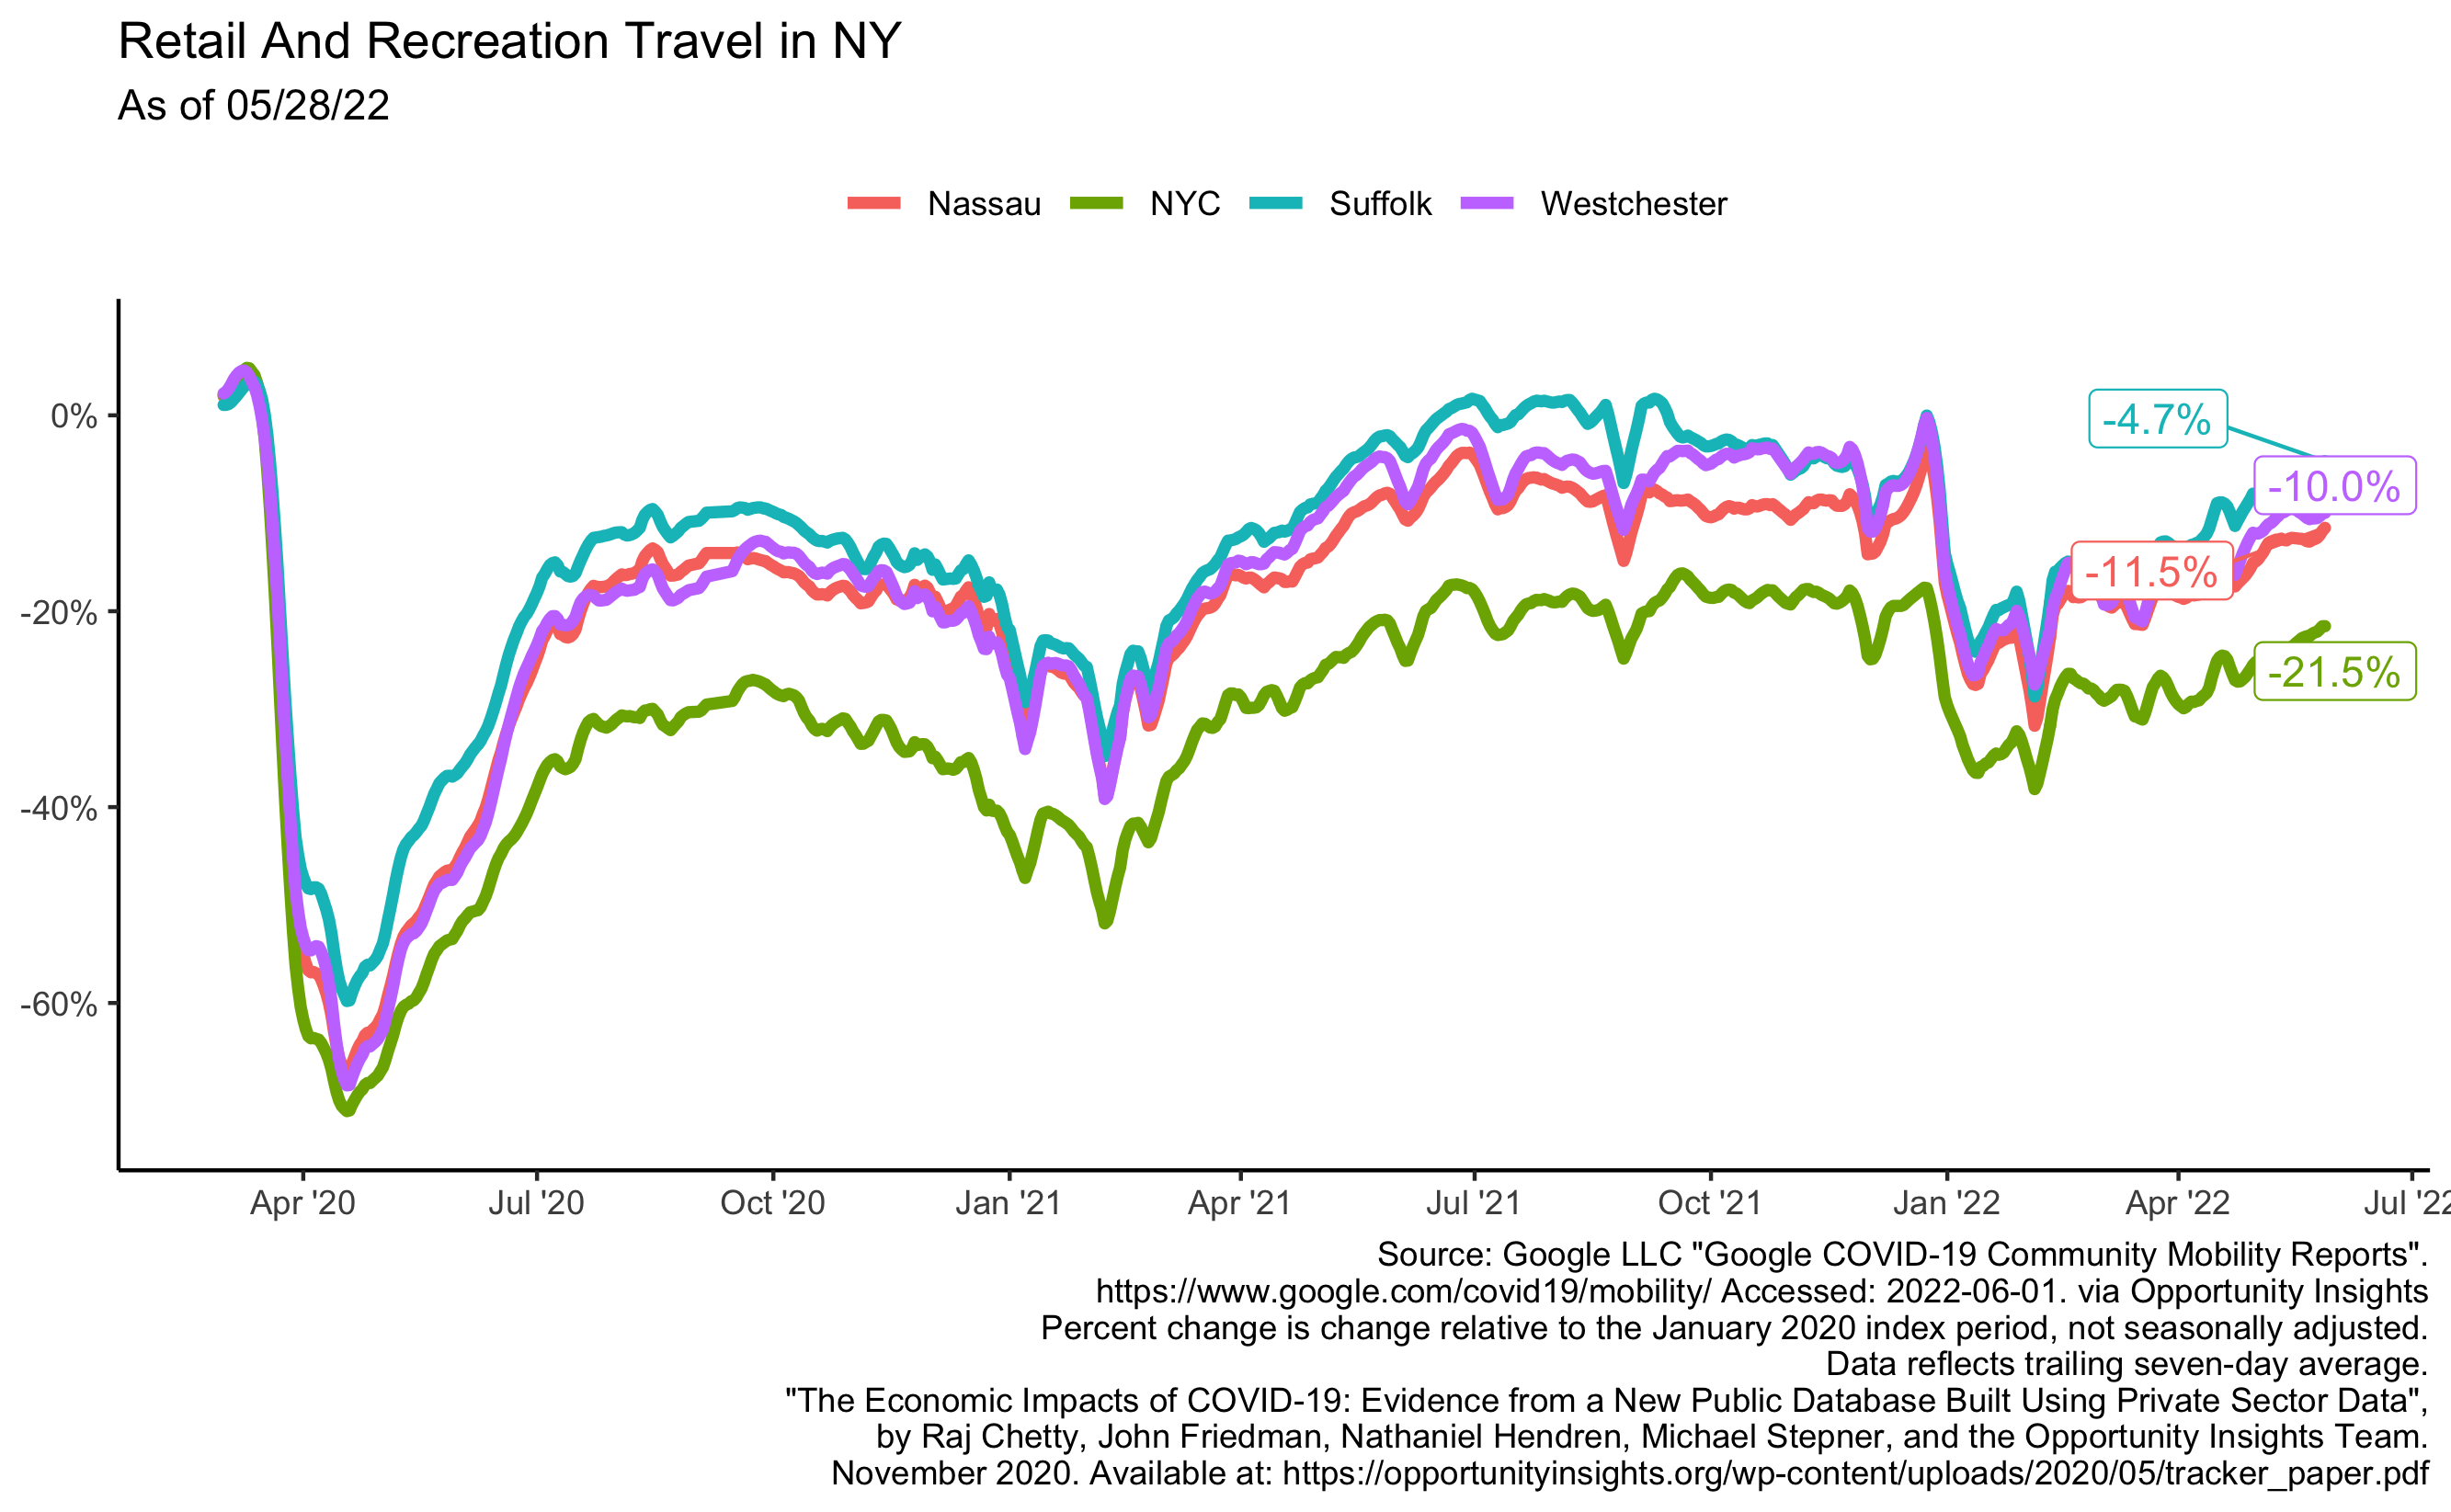 Retail And Recreation Travel in NY
As of 05/28/22
Nassau NYC Suffolk Westchester
0%
-20%
-40%
-60%
-4.7%
-10.0%
-11.5%
-21.5%
Apr '20 Jul '20 Oct '20 Jan '21 Apr '21 Jul '21 Oct '21 Jan '22 Apr '22 Jul '22
Source: Google LLC "Google COVID-19 Community Mobility Reports".
https://www.google.com/covid19/mobility/ Accessed: 2022-06-01. via Opportunity Insights
Percent change is change relative to the January 2020 index period, not seasonally adjusted.
Data reflects trailing seven-day average.
"The Economic Impacts of COVID-19: Evidence from a New Public Database Built Using Private Sector Data",
by Raj Chetty, John Friedman, Nathaniel Hendren, Michael Stepner, and the Opportunity Insights Team.
November 2020. Available at: https://opportunityinsights.org/wp-content/uploads/2020/05/tracker_paper.pdf